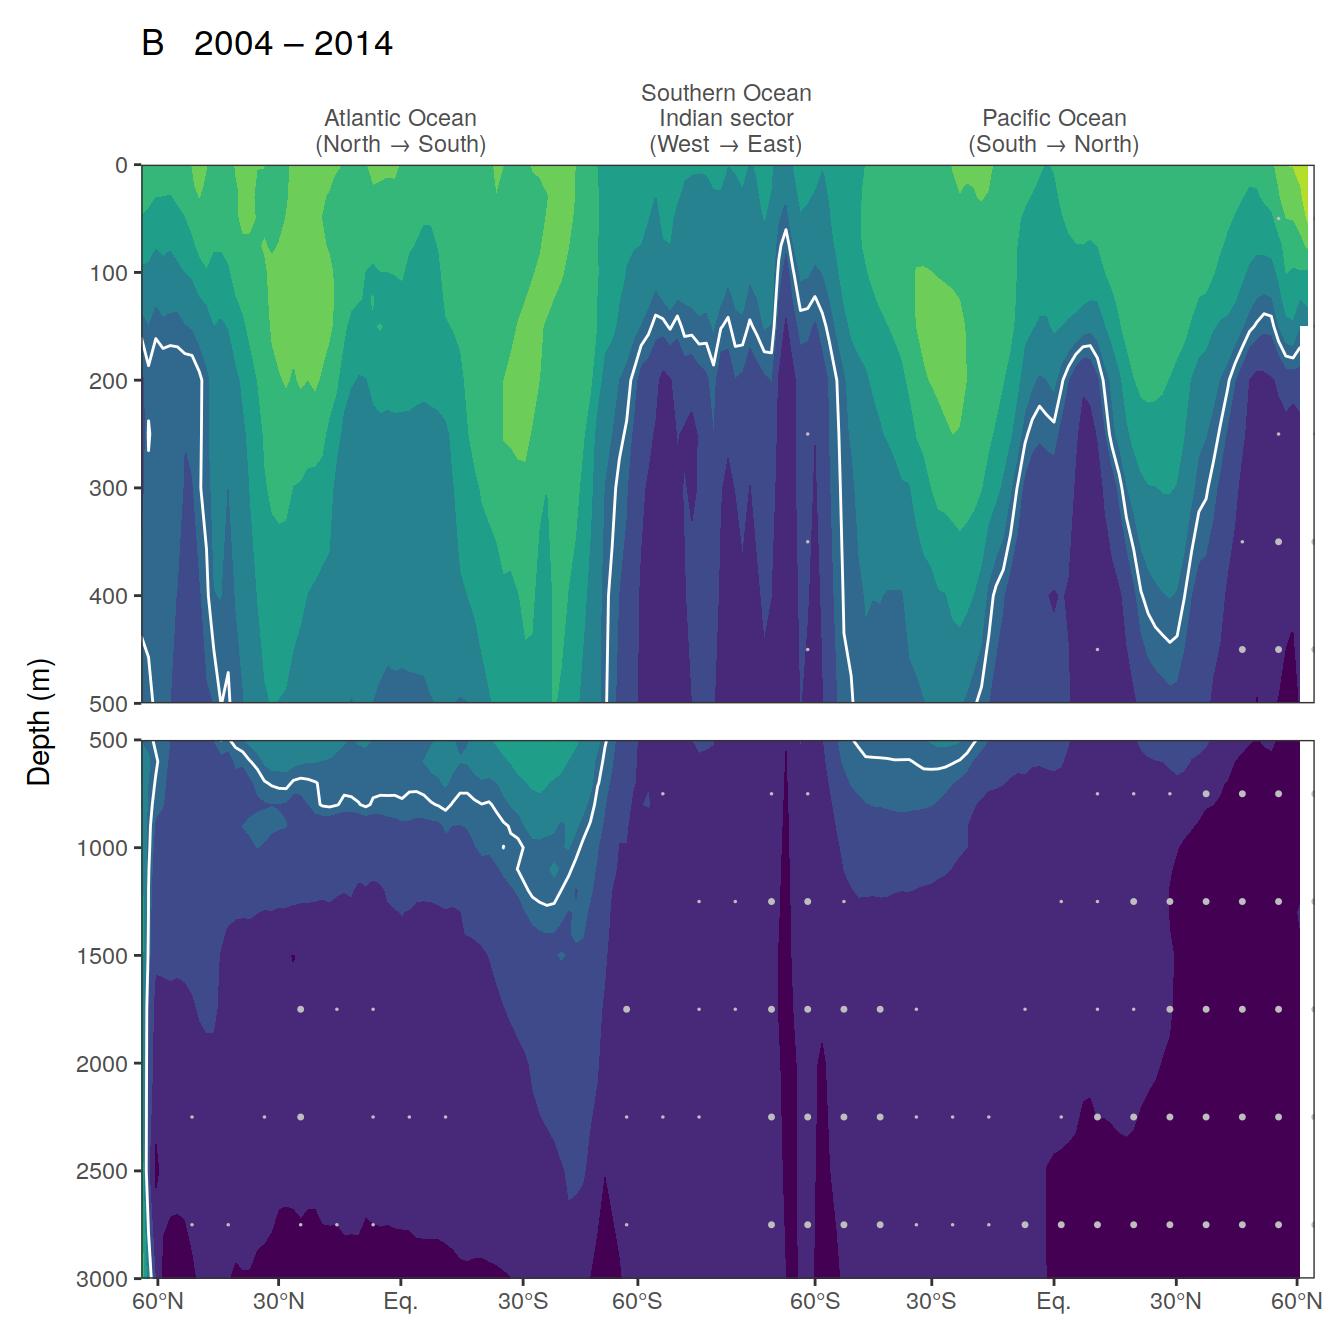 B 2004 – 2014
Southern Ocean
Atlantic Ocean Indian sector Pacific Ocean
(North → South) (West → East) (South → North)
0
100
200
300
400
500
Depth (m)
500
1000
1500
2000
2500
3000
60°N 30°N Eq. 30°S 60°S 60°S 30°S Eq. 30°N 60°N